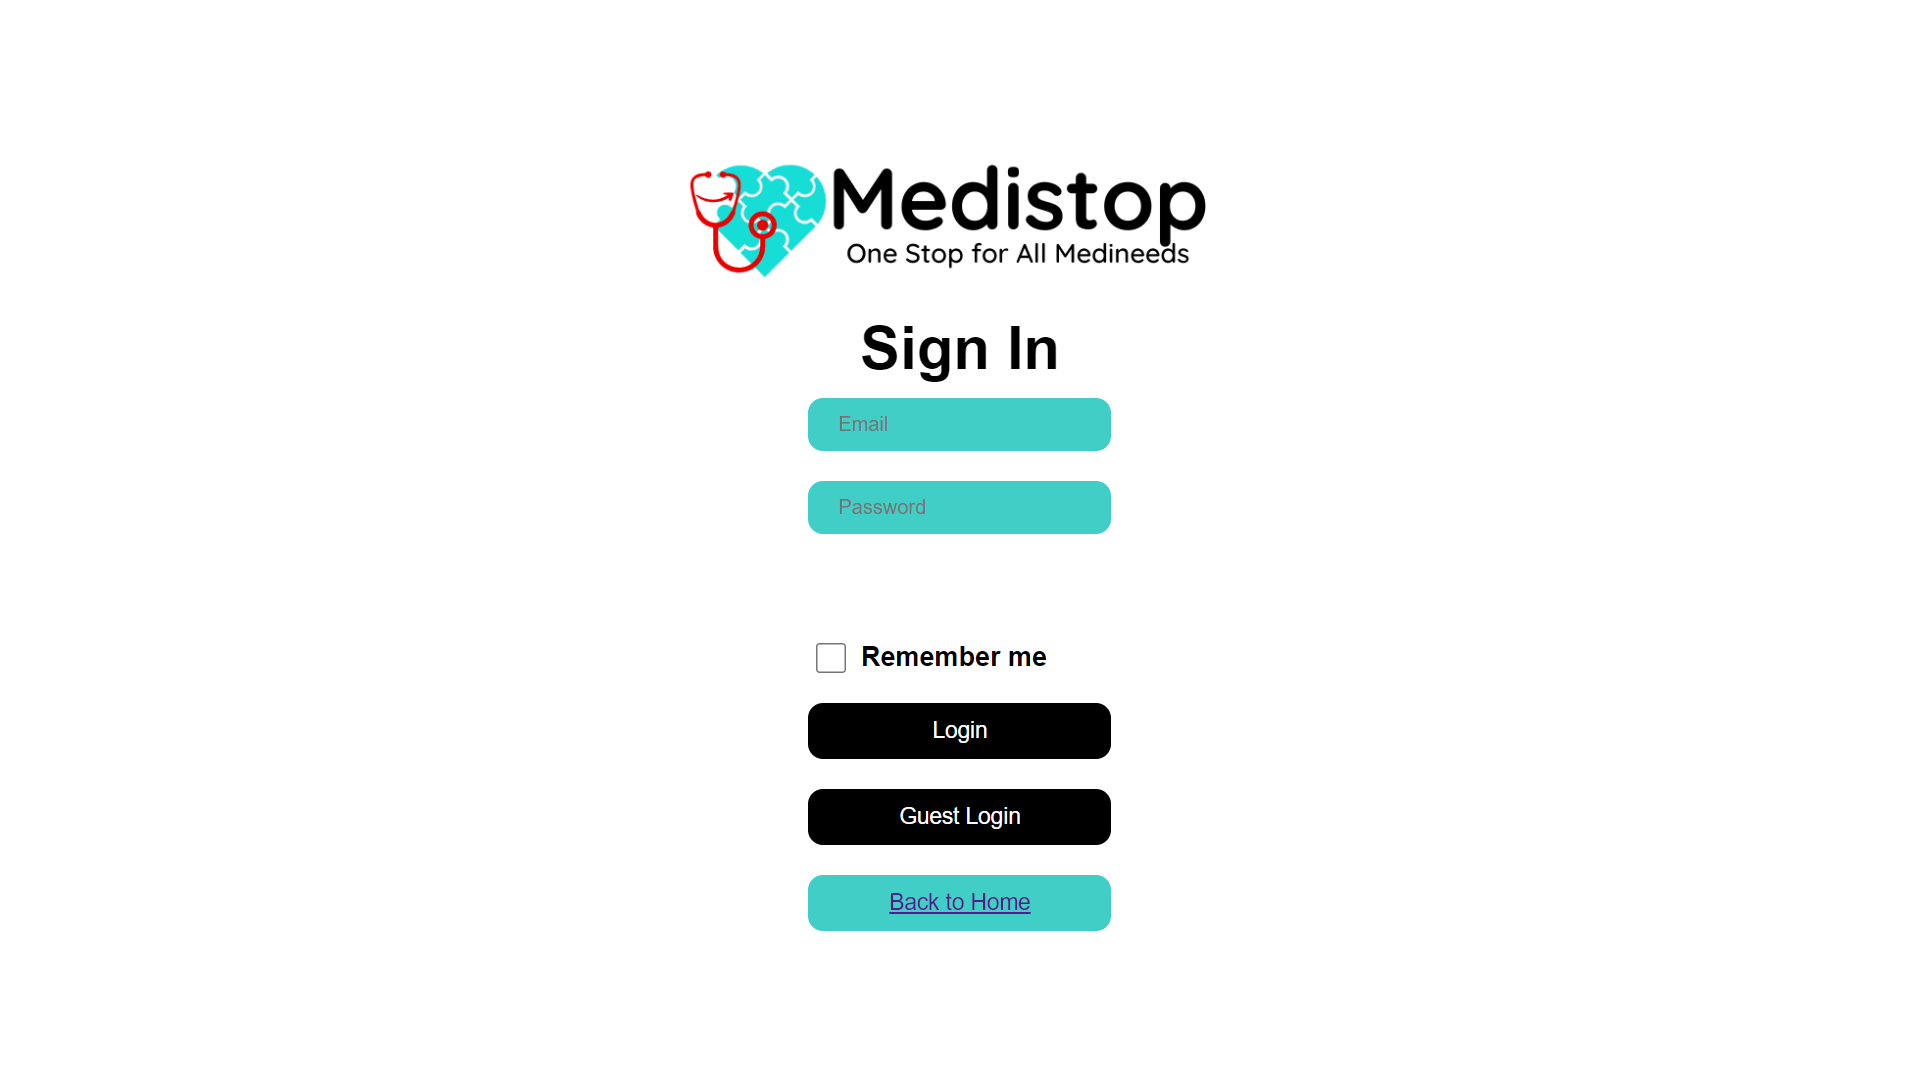 Medistop
One Stop for All Medineeds
Sign In
Email
Password
Remember me
Login
Guest Login
Back to Home